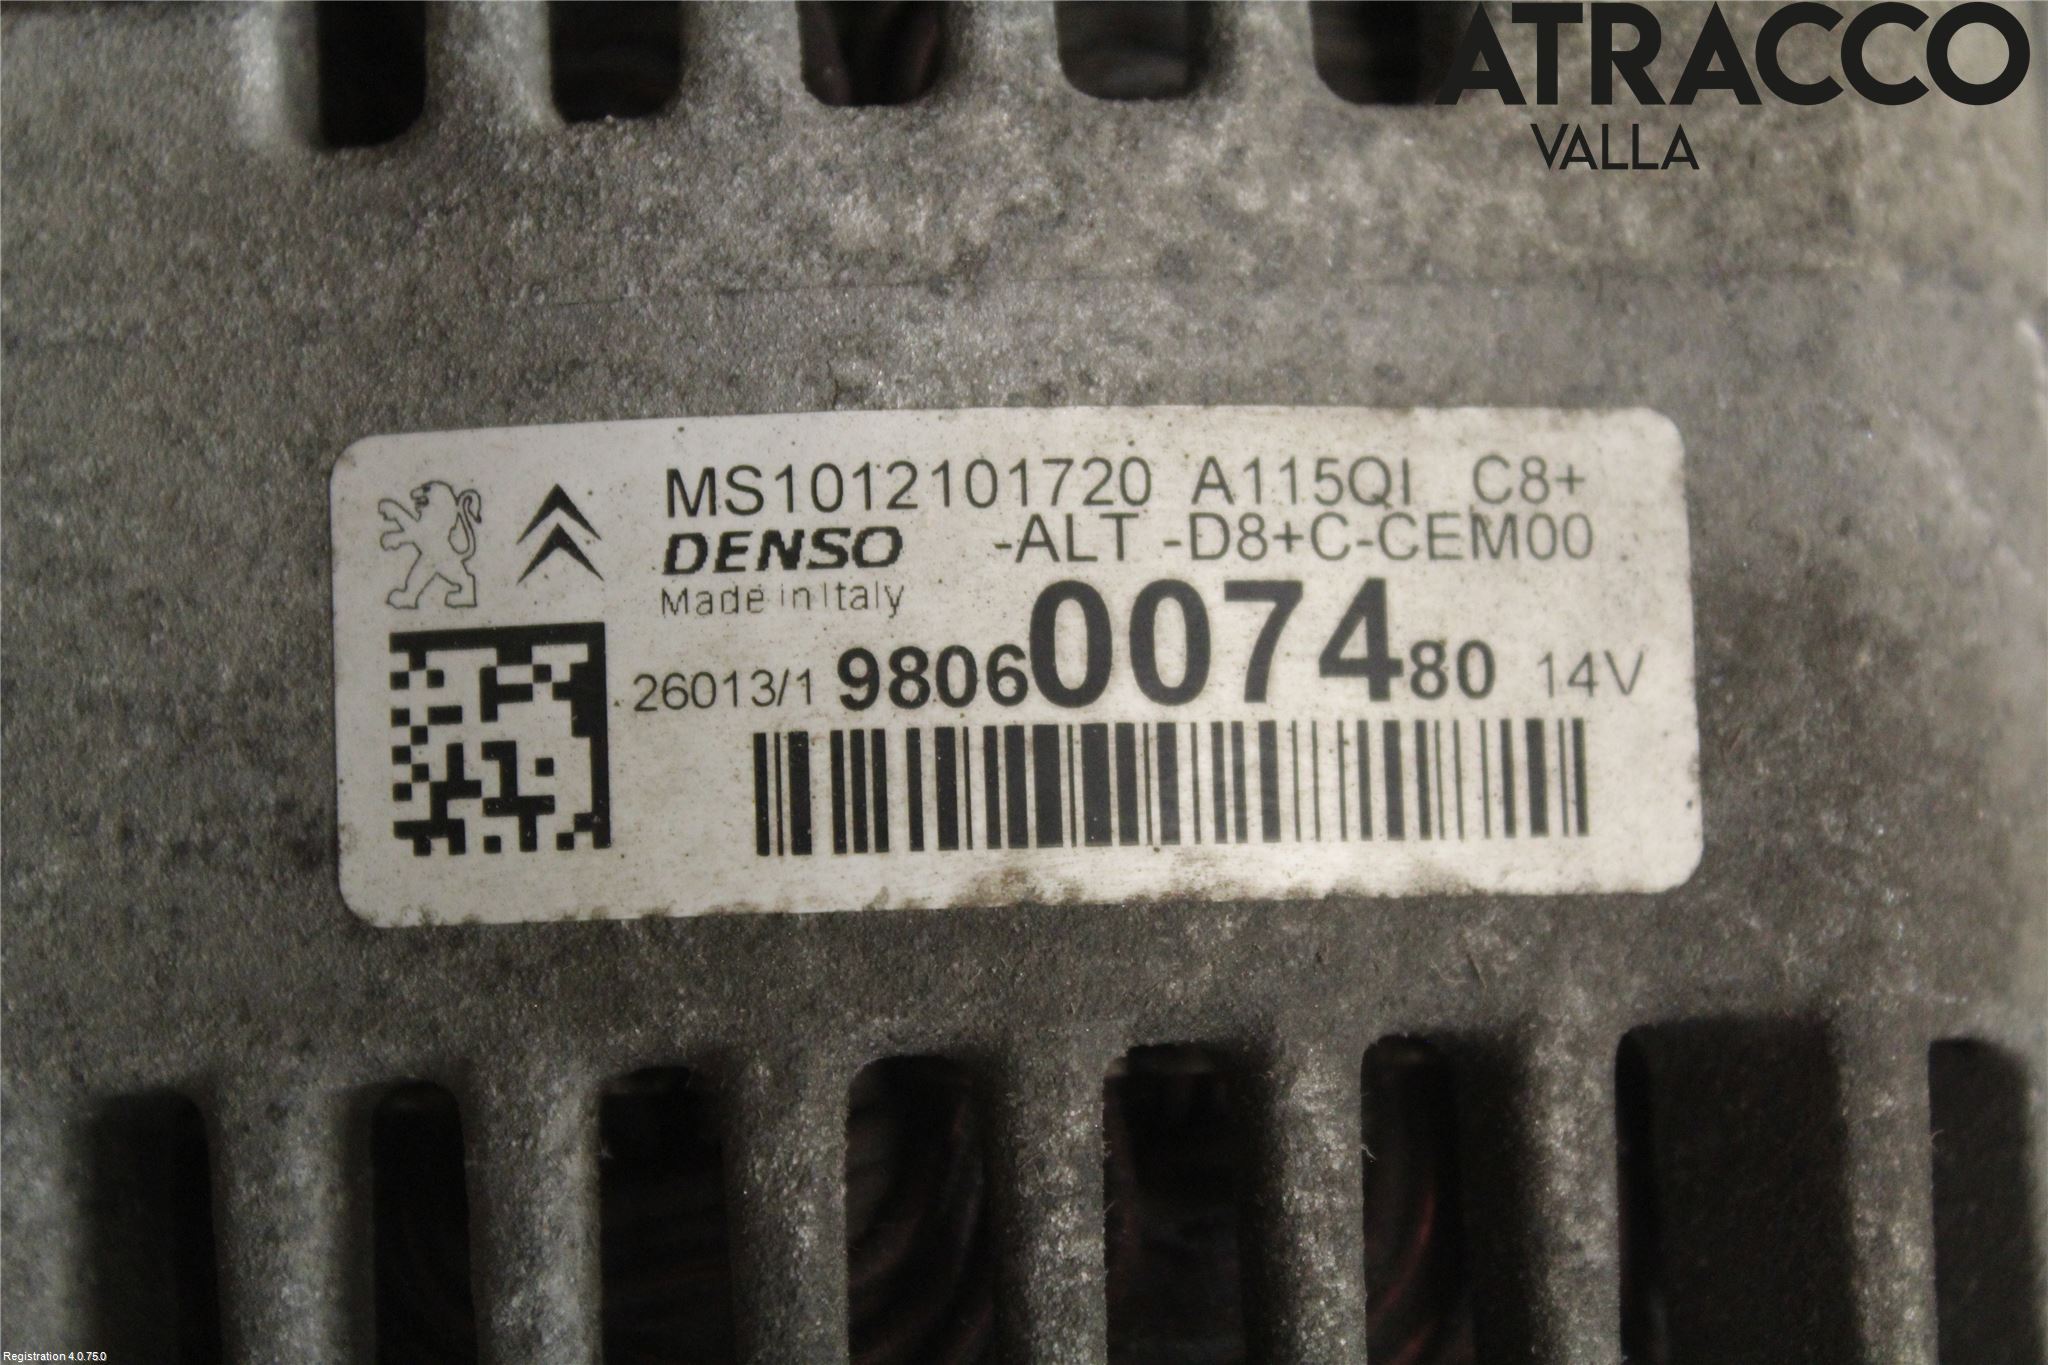 ATRACCO
VALLA
MS1012101720 A115QI C8+
DENSO -ALT -D8+C-CEM00
Made in Italy
26013/1 9806007480 14V
Registration 4.0.75.0